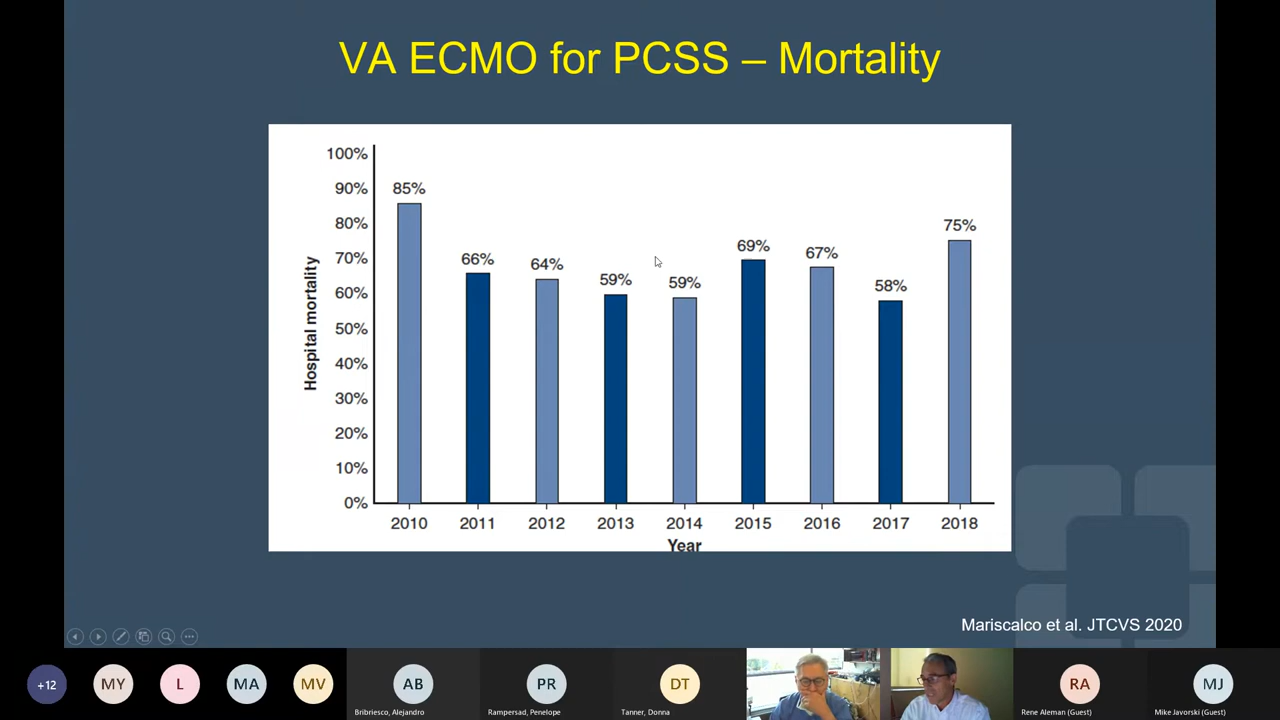 VA ECMO for PCSS – Mortality
100%
90%
80%
70%
60%
50%
40%
30%
20%
10%
0%
Hospital mortality
85%
66%
64%
59%
59%
69%
67%
58%
75%
2010 2011 2012 2013 2014 2015 2016 2017 2018
Year
Mariscalco et al. JTCVS 2020
+12 MY L MA MV AB PR DT RA MJ
Bribriesco, Alejandro Rampersad, Penelope Tanner, Donna Rene Aleman (Guest) Mike Javorski (Guest)